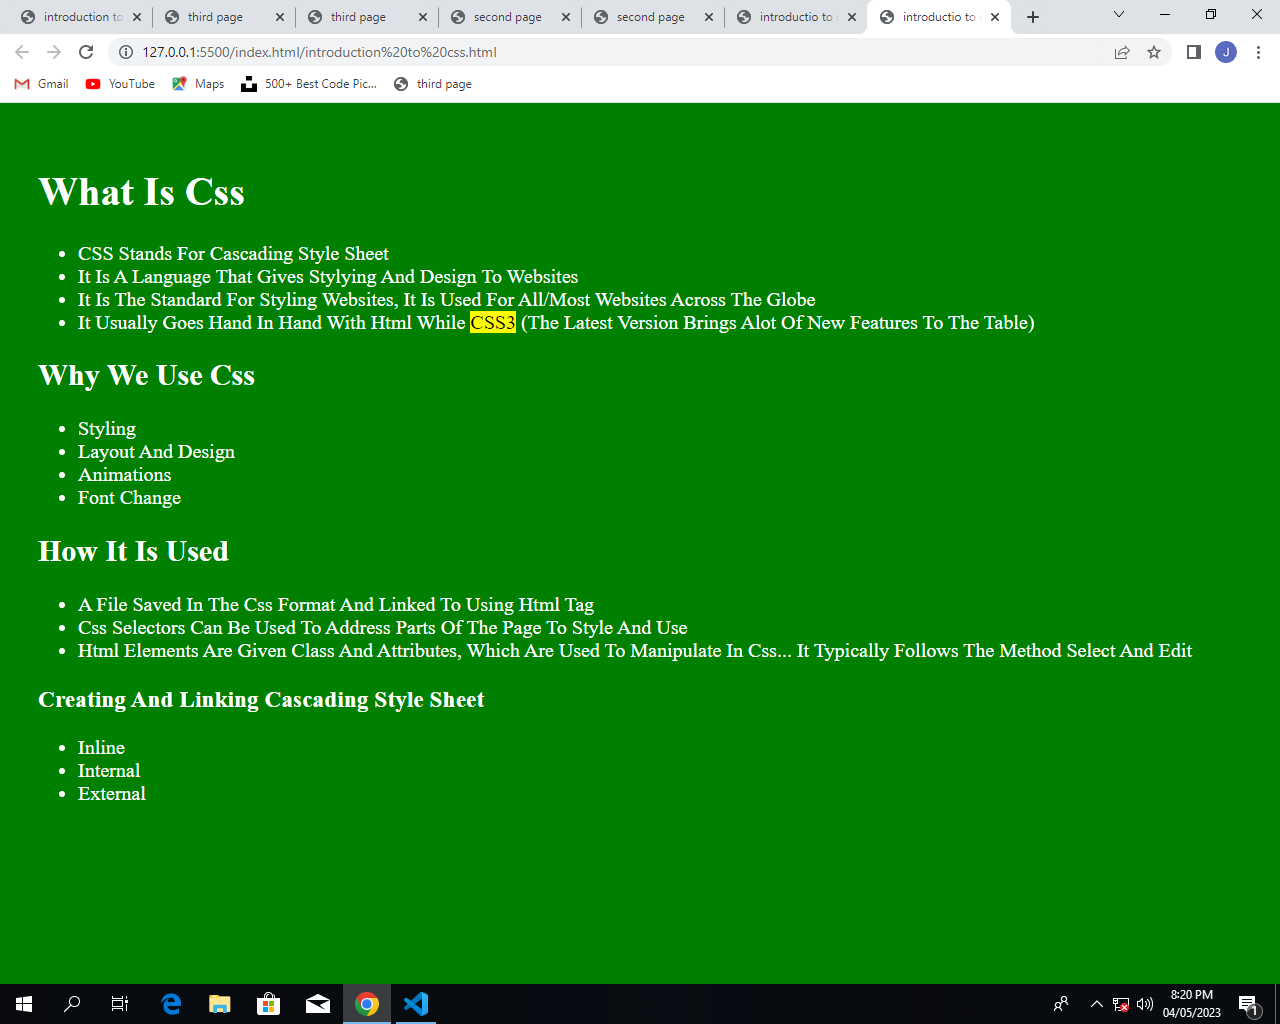 introduction to
third page
third page
second page
second page
introductio to
introductio to
127.0.0.1:5500/index.html/introduction%20to%20css.html
J
Gmail
YouTube
Maps
500+ Best Code Pic...
third page
What Is Css
CSS Stands For Cascading Style Sheet
It Is A Language That Gives Stylying And Design To Websites
It Is The Standard For Styling Websites, It Is Used For All/Most Websites Across The Globe
It Usually Goes Hand In Hand With Html While CSS3 (The Latest Version Brings Alot Of New Features To The Table)
Why We Use Css
Styling
Layout And Design
Animations
Font Change
How It Is Used
A File Saved In The Css Format And Linked To Using Html Tag
Css Selectors Can Be Used To Address Parts Of The Page To Style And Use
Html Elements Are Given Class And Attributes, Which Are Used To Manipulate In Css... It Typically Follows The Method Select And Edit
Creating And Linking Cascading Style Sheet
Inline
Internal
External
8:20 PM
04/05/2023
1